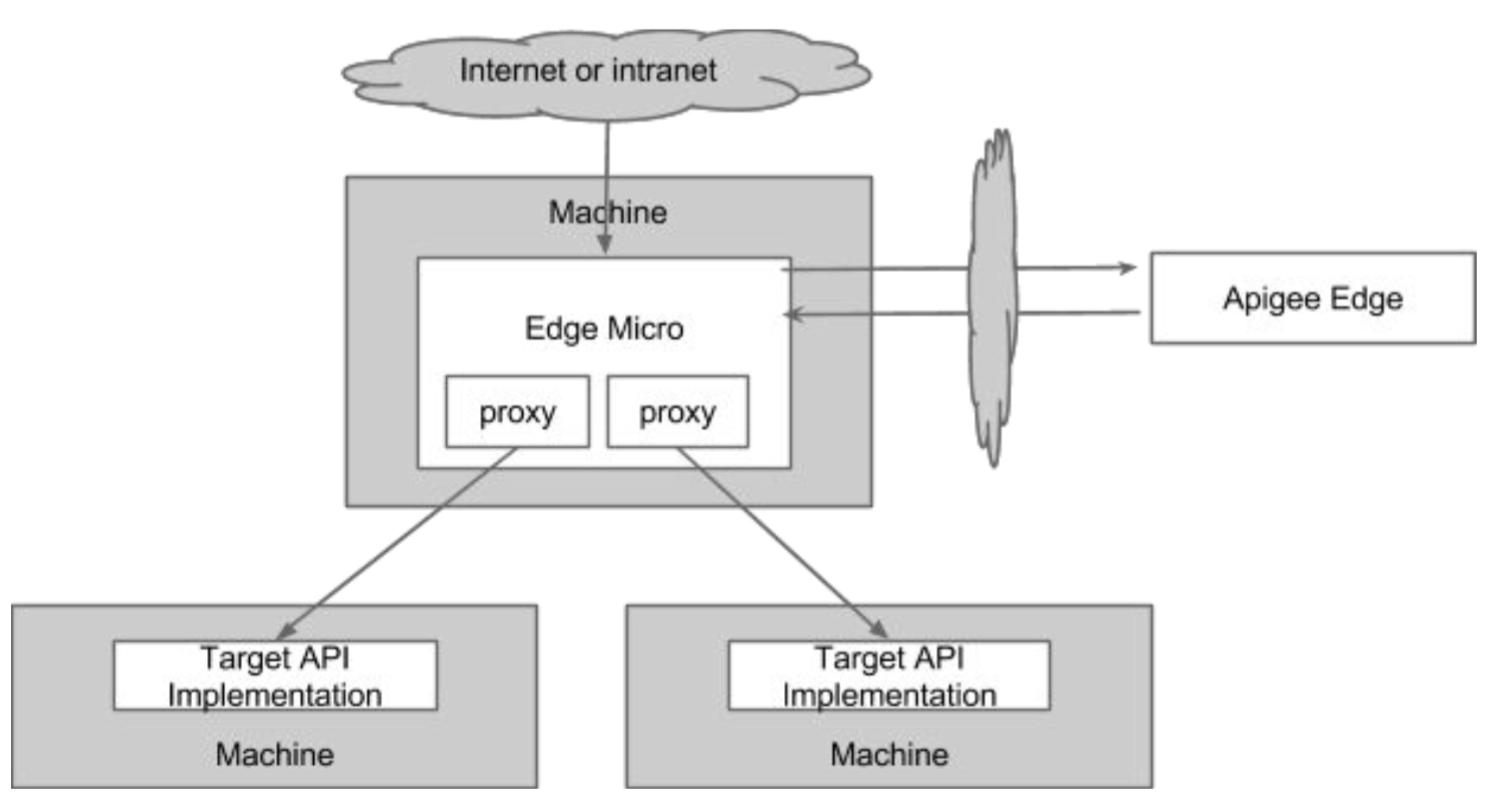 Internet or intranet
Machine
Edge Micro
proxy
proxy
Apigee Edge
Target API
Implementation
Machine
Target API
Implementation
Machine